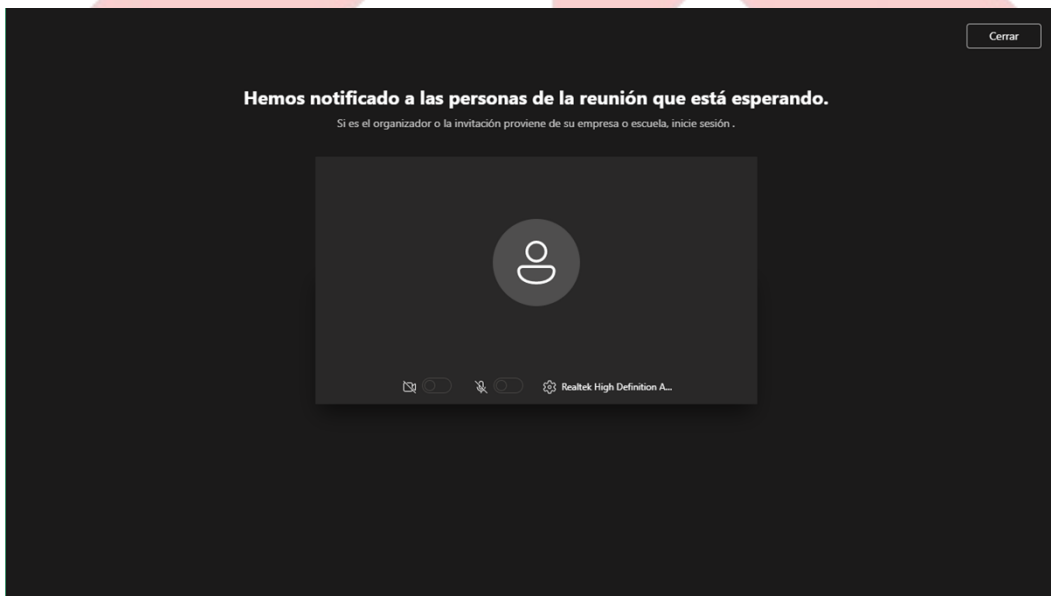 Cerrar
Hemos notificado a las personas de la reunión que está esperando.
Si es el organizador o la invitación proviene de su empresa o escuela, inicie sesión .
Realtek High Definition A...